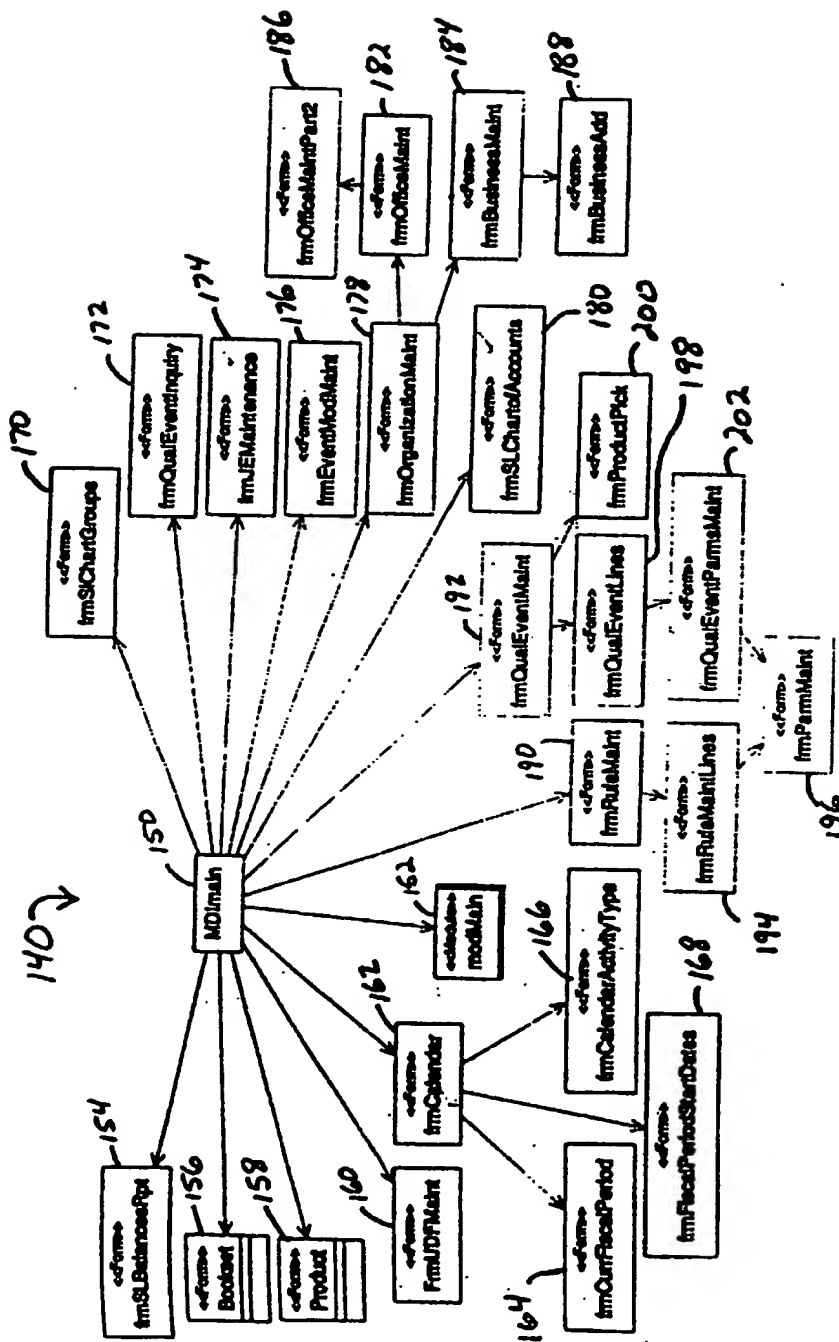 140
150
MDImain
154
<<Form>>
frmSLBalancesRpt
156
<<Form>>
Bookset
158
<<Form>>
Product
160
<<Form>>
FrmUDFMaint
162
<<Form>>
frmCalendar
164
<<Form>>
frmCurrFiscalPeriod
166
<<Form>>
frmCalendarActivityType
168
<<Form>>
frmFiscalPeriodStartDates
152
<<Module>>
modMain
170
<<Form>>
frmSlChartGroups
172
<<Form>>
frmQualEventInquiry
174
<<Form>>
frmJEMaintenance
176
<<Form>>
frmEventModMaint
178
<<Form>>
frmOrganizationMaint
186
<<Form>>
frmOfficeMaintPart2
182
<<Form>>
frmOfficeMaint
184
<<Form>>
frmBusinessMaint
188
<<Form>>
frmBusinessAdd
180
<<Form>>
frmSLChartofAccounts
192
<<Form>>
frmQualEventMaint
200
<<Form>>
frmProductPick
198
<<Form>>
frmQualEventLines
202
<<Form>>
frmQualEventParmsMaint
190
<<Form>>
frmRuleMaint
194
<<Form>>
frmRuleMaintLines
196
<<Form>>
frmParmMaint